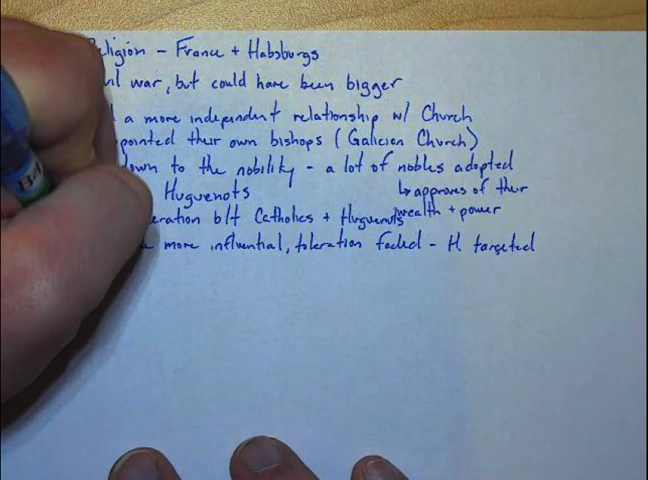 Religion - France + Habsburgs
war, but could have been bigger
a more independent relationship w/ Church
pointed their own bishops (Galicien Church)
down to the nobility - a lot of nobles adopted
Huguenots ↳ approves of their
eration b/t Catholics + Huguenots wealth + power
more influential, toleration faded - H. targeted